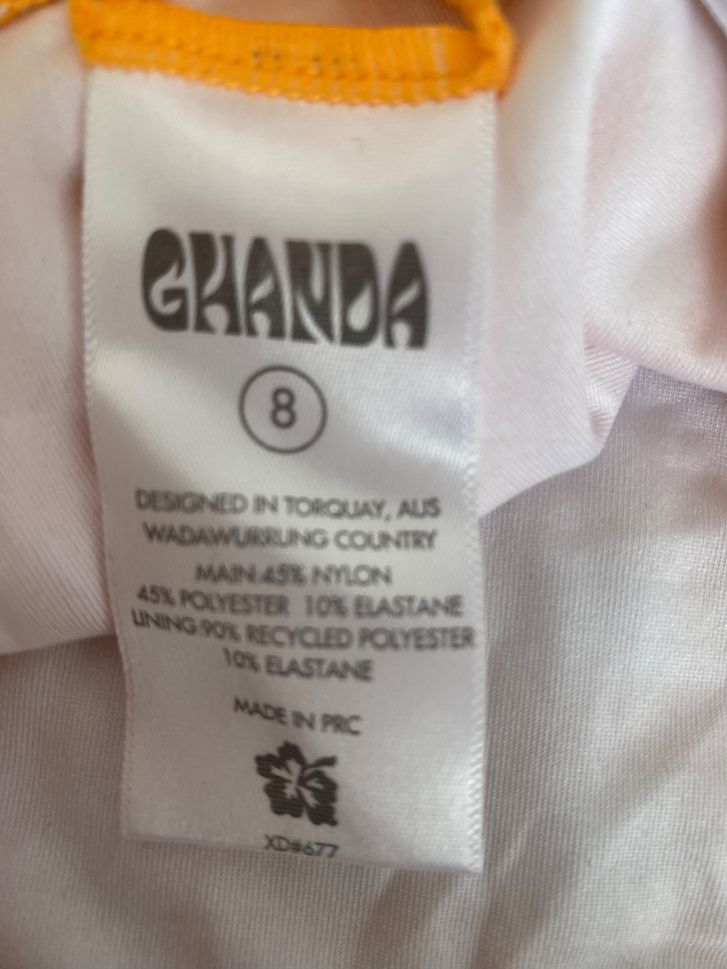 GHANDA
8
DESIGNED IN TORQUAY, AUS
WADAWURRUNG COUNTRY
MAIN:45% NYLON
45% POLYESTER 10% ELASTANE
LINING:90% RECYCLED POLYESTER
10% ELASTANE
MADE IN PRC
XD#677